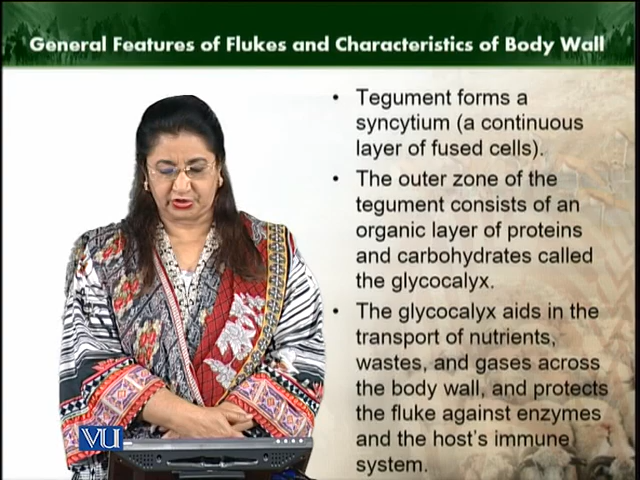 General Features of Flukes and Characteristics of Body Wall
• Tegument forms a
syncytium (a continuous
layer of fused cells).
• The outer zone of the
tegument consists of an
organic layer of proteins
and carbohydrates called
the glycocalyx.
• The glycocalyx aids in the
transport of nutrients,
wastes, and gases across
the body wall, and protects
the fluke against enzymes
and the host's immune
system.
VU